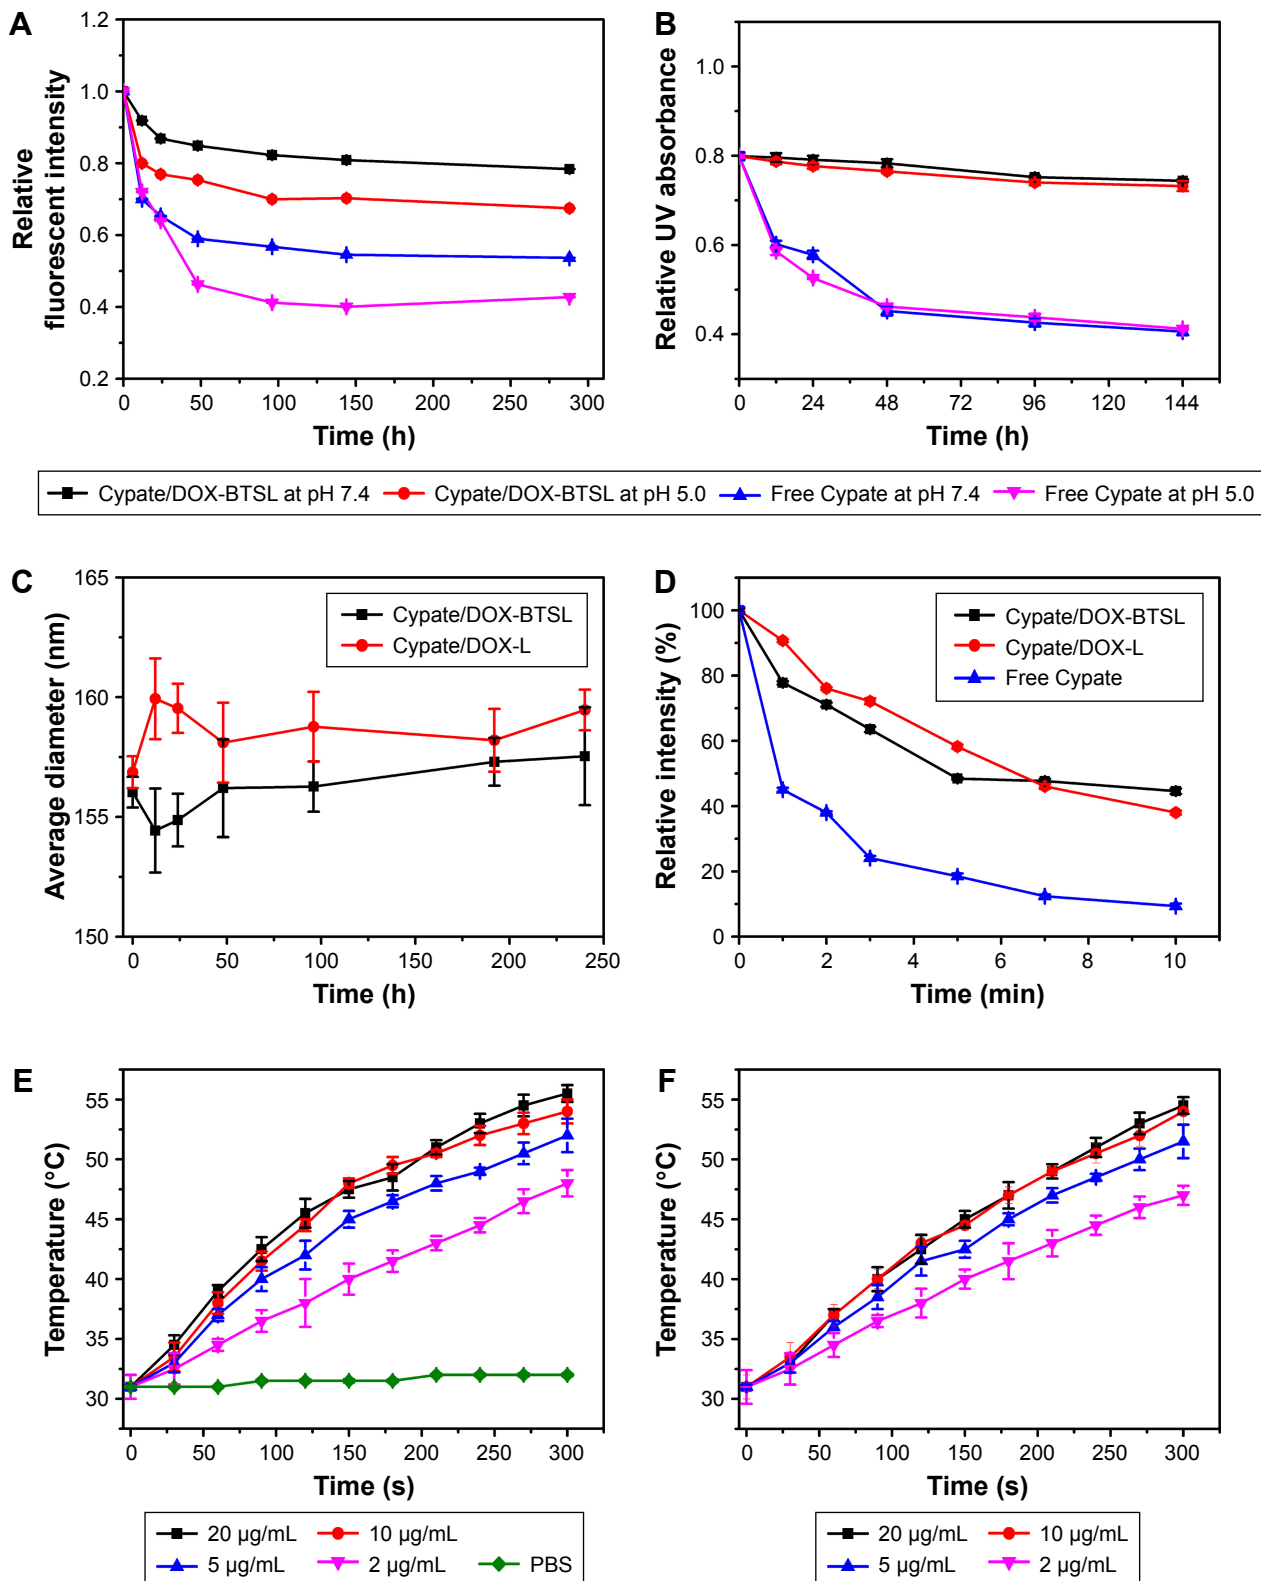 A
Relative
fluorescent intensity
1.2
1.0
0.8
0.6
0.4
0.2
0 50 100 150 200 250 300
Time (h)
B
Relative UV absorbance
1.0
0.8
0.6
0.4
0 24 48 72 96 120 144
Time (h)
Cypate/DOX-BTSL at pH 7.4 Cypate/DOX-BTSL at pH 5.0 Free Cypate at pH 7.4 Free Cypate at pH 5.0
C
Average diameter (nm)
165
160
155
150
Cypate/DOX-BTSL
Cypate/DOX-L
0 50 100 150 200 250
Time (h)
D
Relative intensity (%)
100
80
60
40
20
0
Cypate/DOX-BTSL
Cypate/DOX-L
Free Cypate
0 2 4 6 8 10
Time (min)
E
Temperature (°C)
55
50
45
40
35
30
0 50 100 150 200 250 300
Time (s)
20 µg/mL 10 µg/mL
5 µg/mL 2 µg/mL PBS
F
Temperature (°C)
55
50
45
40
35
30
0 50 100 150 200 250 300
Time (s)
20 µg/mL 10 µg/mL
5 µg/mL 2 µg/mL